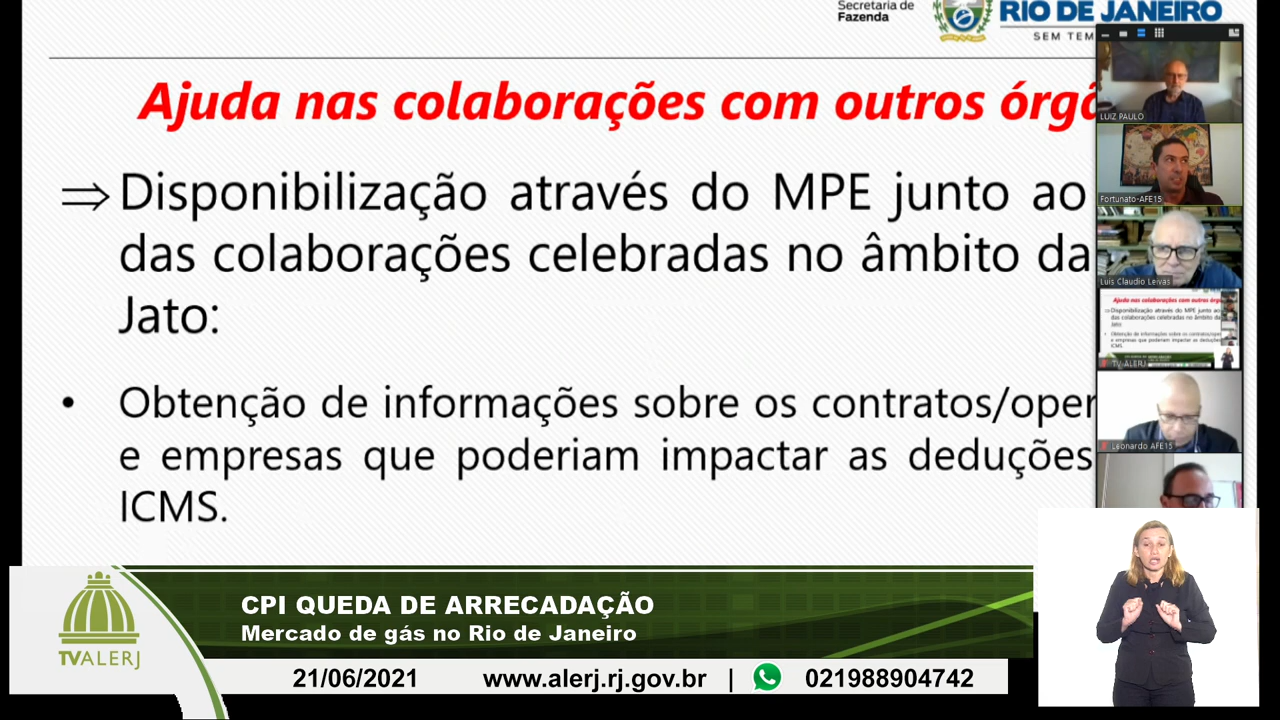 Secretaria de
Fazenda
RIO DE JANEIRO
SEM TEM
Ajuda nas colaborações com outros órgã
⇒ Disponibilização através do MPE junto ao
das colaborações celebradas no âmbito da
Jato:
• Obtenção de informações sobre os contratos/oper
e empresas que poderiam impactar as deduções
ICMS.
LUIZ PAULO
Fortunato-AFE15
Luis Claudio Leivas
Ajuda nas colaborações com outros órgã
Disponibilização através do MPE junto ao
das colaborações celebradas no âmbito da
Jato:
Obtenção de informações sobre os contratos/oper
e empresas que poderiam impactar as deduções
ICMS.
TV ALERJ
Leonardo AFE15
CPI QUEDA DE ARRECADAÇÃO
Mercado de gás no Rio de Janeiro
TVALERJ
21/06/2021 www.alerj.rj.gov.br | 021988904742